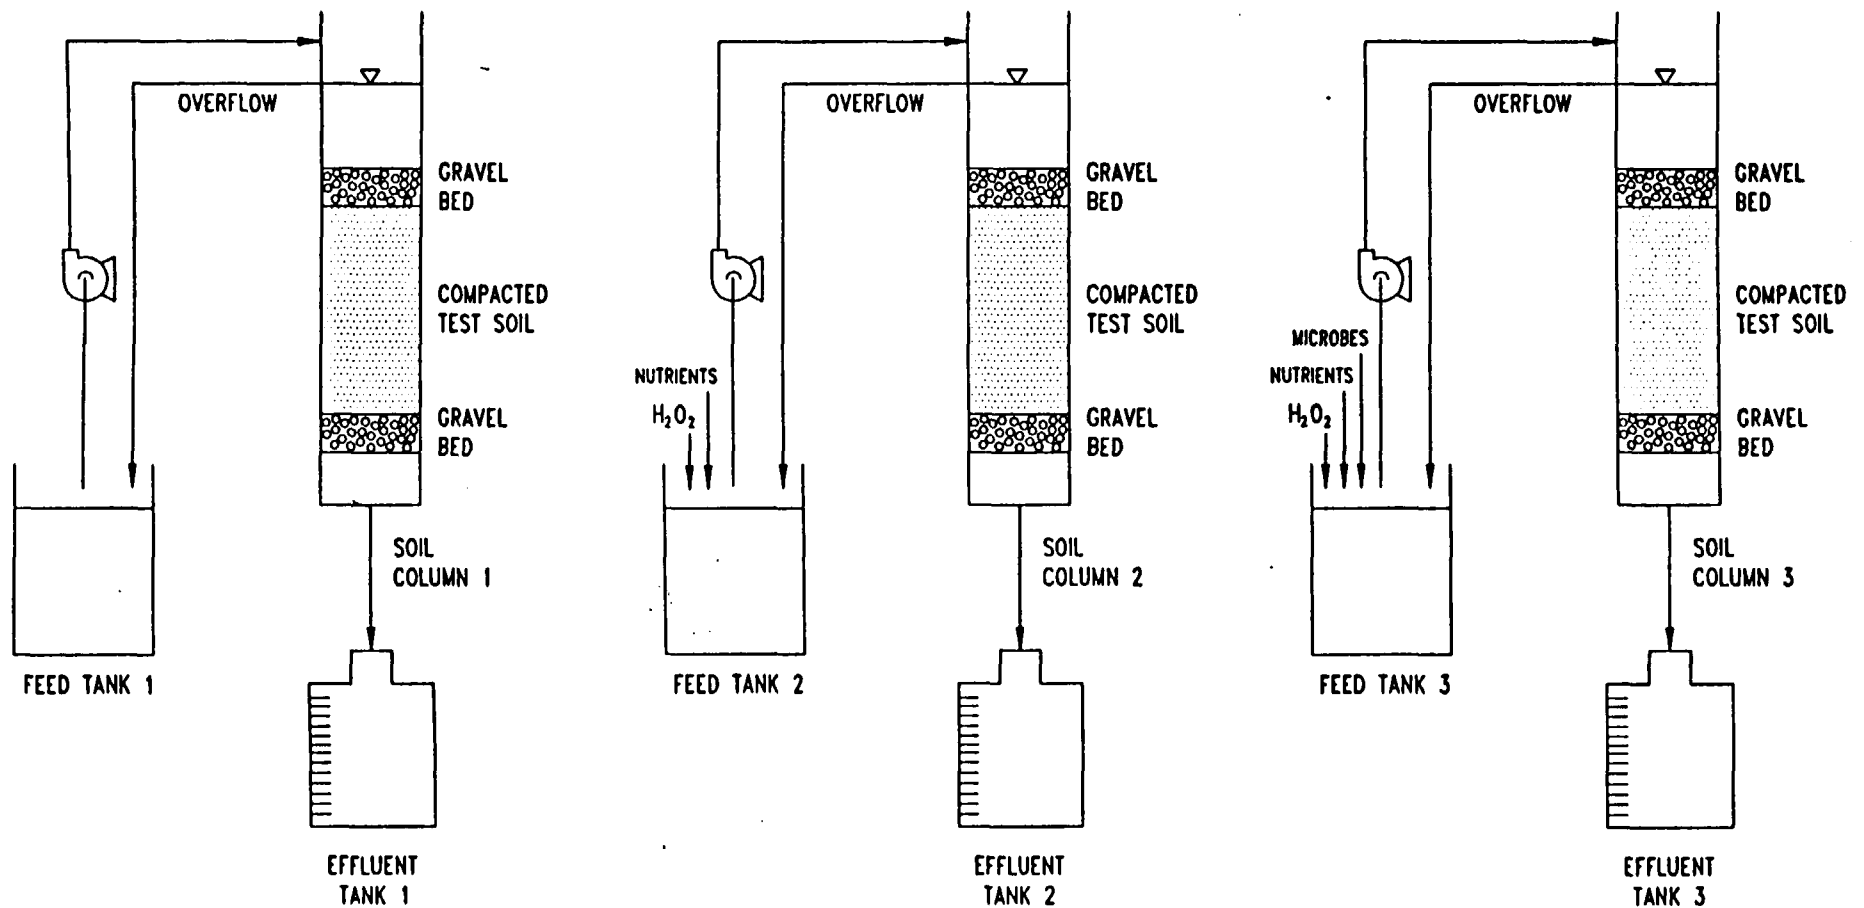 OVERFLOW
GRAVEL
BED
COMPACTED
TEST SOIL
GRAVEL
BED
SOIL
COLUMN 1
FEED TANK 1
EFFLUENT
TANK 1
OVERFLOW
GRAVEL
BED
COMPACTED
TEST SOIL
NUTRIENTS
H₂O₂
GRAVEL
BED
SOIL
COLUMN 2
FEED TANK 2
EFFLUENT
TANK 2
OVERFLOW
GRAVEL
BED
COMPACTED
TEST SOIL
MICROBES
NUTRIENTS
H₂O₂
GRAVEL
BED
SOIL
COLUMN 3
FEED TANK 3
EFFLUENT
TANK 3